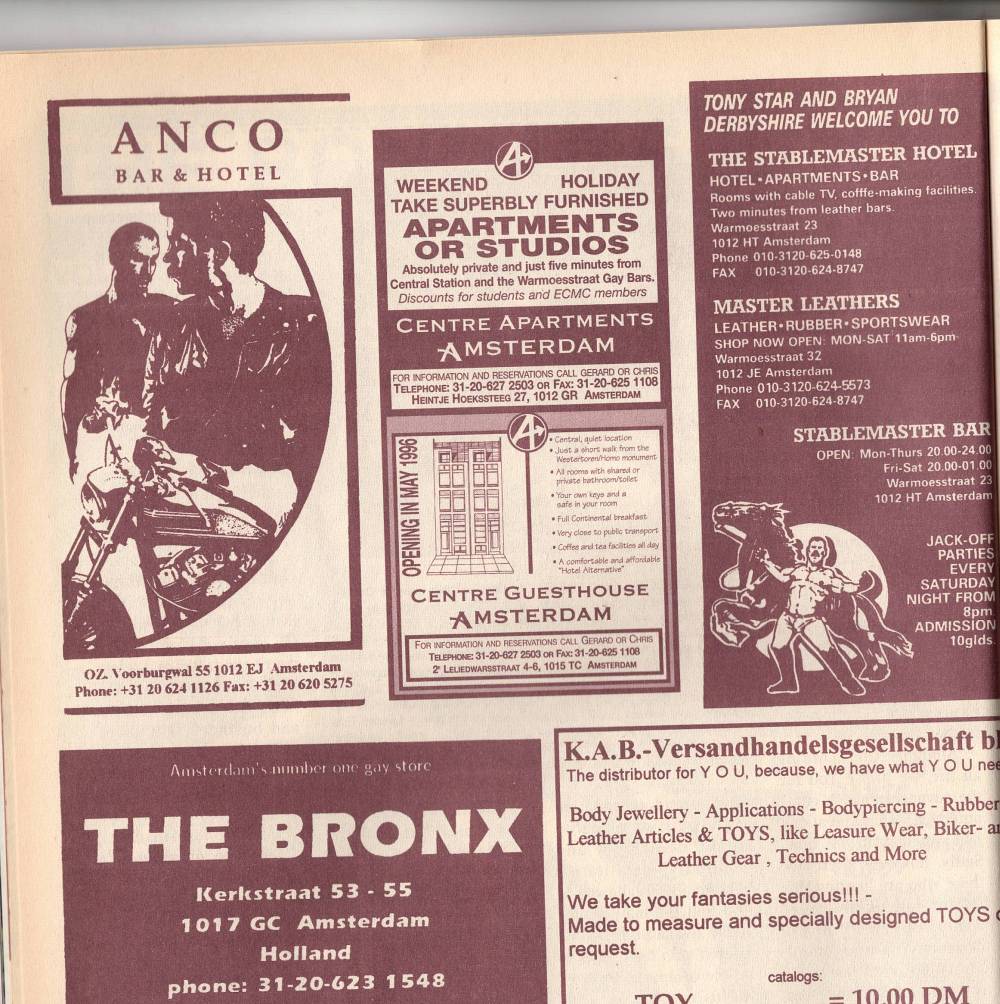 ANCO
BAR & HOTEL
OZ. Voorburgwal 55 1012 EJ Amsterdam
Phone: +31 20 624 1126 Fax: +31 20 620 5275
WEEKEND HOLIDAY
TAKE SUPERBLY FURNISHED
APARTMENTS
OR STUDIOS
Absolutely private and just five minutes from
Central Station and the Warmoesstraat Gay Bars.
Discounts for students and ECMC members
CENTRE APARTMENTS
AMSTERDAM
FOR INFORMATION AND RESERVATIONS CALL GERARD OR CHRIS
TELEPHONE: 31-20-627 2503 OR FAX: 31-20-625 1108
HEINTJE HOEKSSTEEG 27, 1012 GR AMSTERDAM
OPENING IN MAY 1996
• Central, quiet location
• Just a short walk from the
Westertoren/Homo monument
• All rooms with shared or
private bathroom/toilet
• Your own keys and a
safe in your room
• Full Continental breakfast
• Very close to public transport
• Coffee and tea facilities all day
• A comfortable and affordable
"Hotel Alternative"
CENTRE GUESTHOUSE
AMSTERDAM
FOR INFORMATION AND RESERVATIONS CALL GERARD OR CHRIS
TELEPHONE: 31-20-627 2503 OR FAX: 31-20-625 1108
2e LELIEDWARSSTRAAT 4-6, 1015 TC AMSTERDAM
TONY STAR AND BRYAN
DERBYSHIRE WELCOME YOU TO
THE STABLEMASTER HOTEL
HOTEL•APARTMENTS•BAR
Rooms with cable TV, coffte-making facilities.
Two minutes from leather bars.
Warmoesstraat 23
1012 HT Amsterdam
Phone 010-3120-625-0148
FAX 010-3120-624-8747
MASTER LEATHERS
LEATHER•RUBBER•SPORTSWEAR
SHOP NOW OPEN: MON-SAT 11am-6pm
Warmoesstraat 32
1012 JE Amsterdam
Phone 010-3120-624-5573
FAX 010-3120-624-8747
STABLEMASTER BAR
OPEN: Mon-Thurs 20.00-24.00
Fri-Sat 20.00-01.00
Warmoesstraat 23
1012 HT Amsterdam
JACK-OFF
PARTIES
EVERY
SATURDAY
NIGHT FROM
8pm
ADMISSION
10glds
Amsterdam's number one gay store
THE BRONX
Kerkstraat 53 - 55
1017 GC Amsterdam
Holland
phone: 31-20-623 1548
K.A.B.-Versandhandelsgesellschaft
The distributor for Y O U, because, we have what Y O U
Body Jewellery - Applications - Bodypiercing - Rubber
Leather Articles & TOYS, like Leasure Wear, Biker-
Leather Gear , Technics and More
We take your fantasies serious!!! -
Made to measure and specially designed TOYS
request.
catalogs:
TOY = 10,00 DM